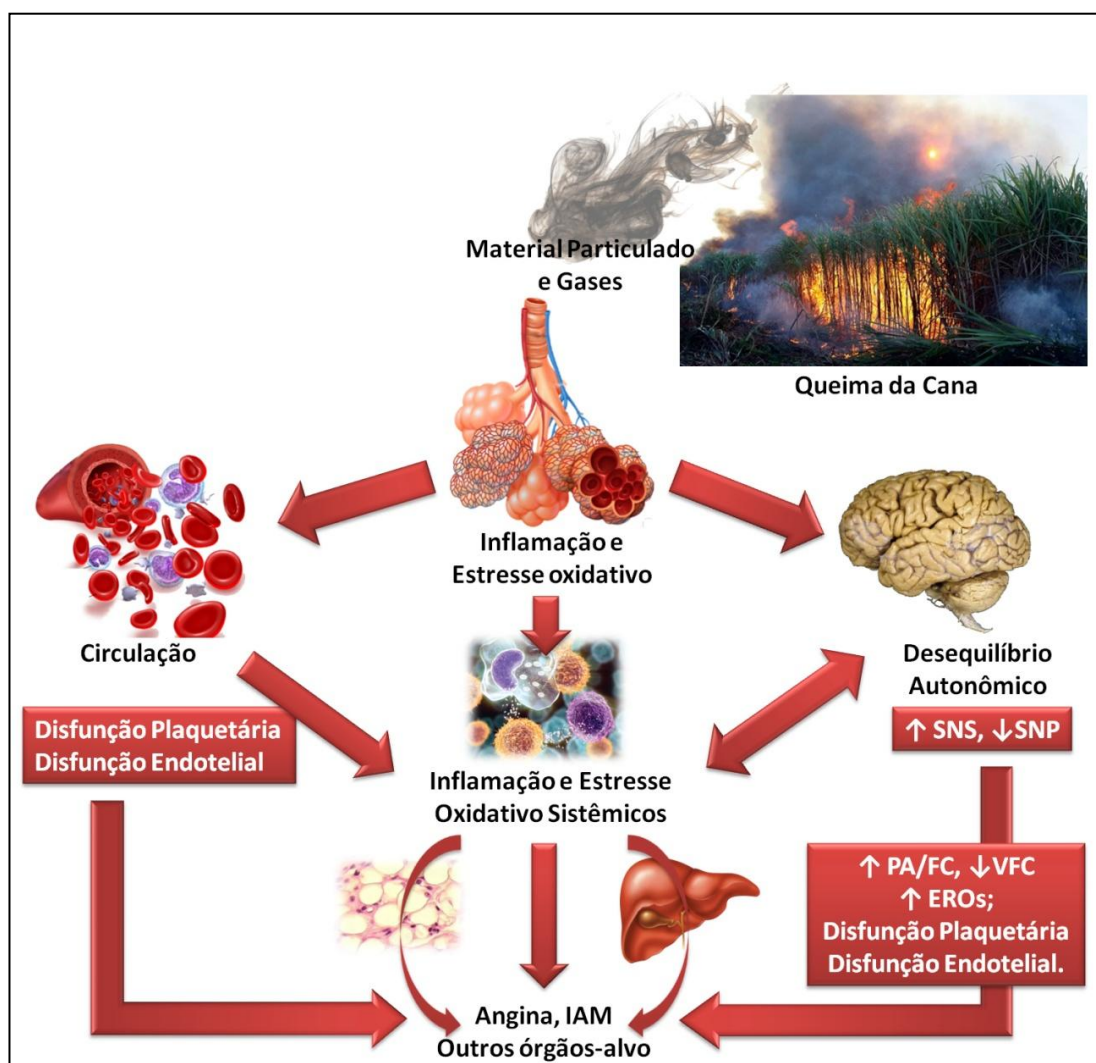 Material Particulado
e Gases
Queima da Cana
Inflamação e
Estresse oxidativo
Circulação
Desequilíbrio
Autonômico
Disfunção Plaquetária
Disfunção Endotelial
↑ SNS, ↓SNP
Inflamação e Estresse
Oxidativo Sistêmicos
↑ PA/FC, ↓VFC
↑ EROs;
Disfunção Plaquetária
Disfunção Endotelial.
Angina, IAM
Outros órgãos-alvo